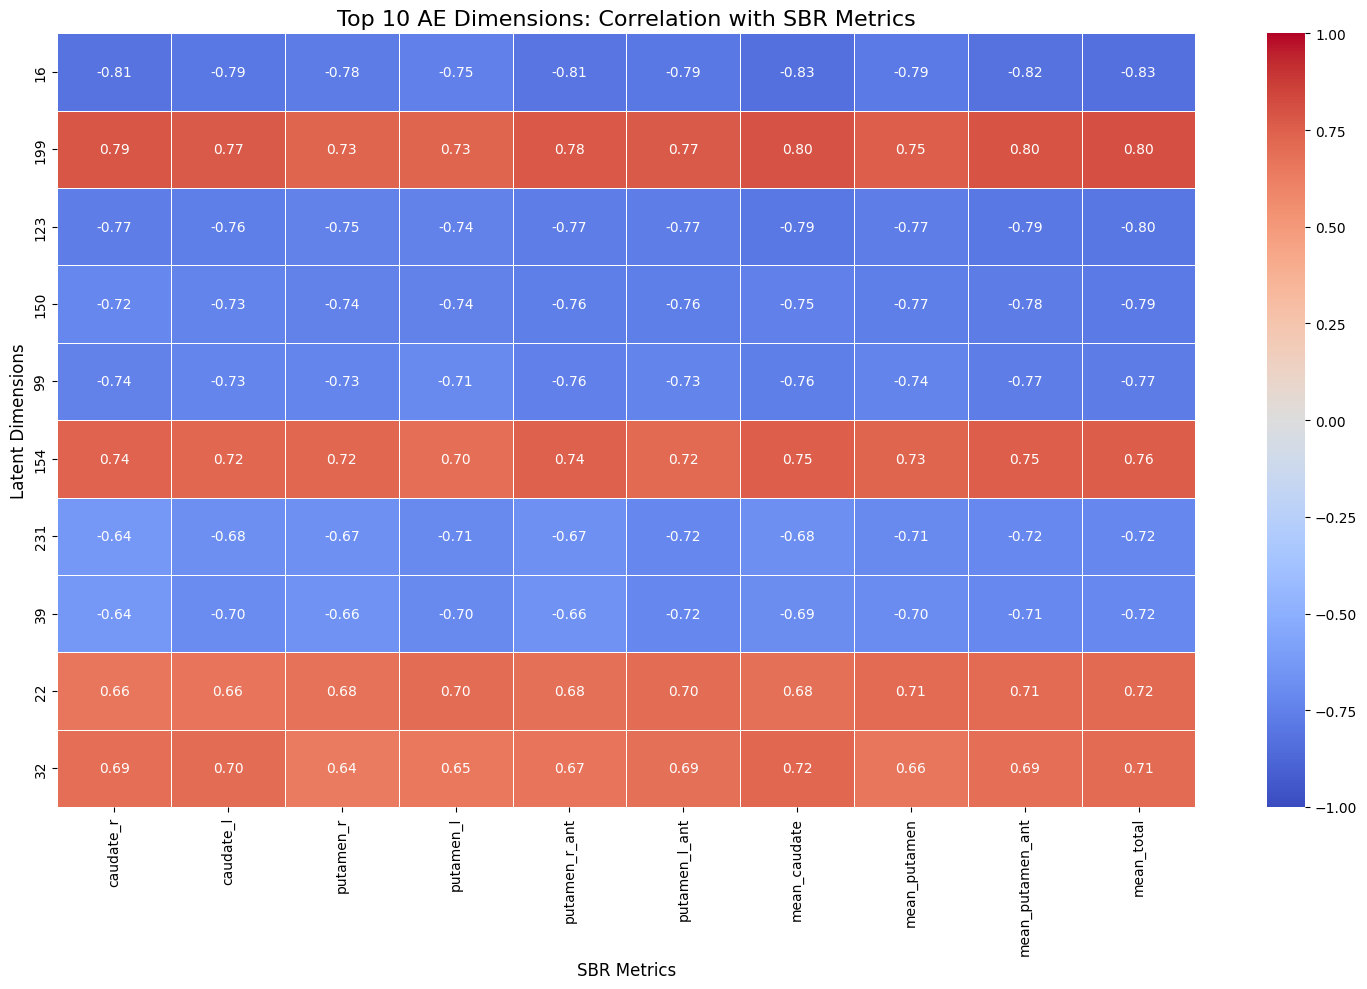 Top 10 AE Dimensions: Correlation with SBR Metrics
16 -0.81 -0.79 -0.78 -0.75 -0.81 -0.79 -0.83 -0.79 -0.82 -0.83
199 0.79 0.77 0.73 0.73 0.78 0.77 0.80 0.75 0.80 0.80
123 -0.77 -0.76 -0.75 -0.74 -0.77 -0.77 -0.79 -0.77 -0.79 -0.80
150 -0.72 -0.73 -0.74 -0.74 -0.76 -0.76 -0.75 -0.77 -0.78 -0.79
99 -0.74 -0.73 -0.73 -0.71 -0.76 -0.73 -0.76 -0.74 -0.77 -0.77
154 0.74 0.72 0.72 0.70 0.74 0.72 0.75 0.73 0.75 0.76
231 -0.64 -0.68 -0.67 -0.71 -0.67 -0.72 -0.68 -0.71 -0.72 -0.72
39 -0.64 -0.70 -0.66 -0.70 -0.66 -0.72 -0.69 -0.70 -0.71 -0.72
22 0.66 0.66 0.68 0.70 0.68 0.70 0.68 0.71 0.71 0.72
32 0.69 0.70 0.64 0.65 0.67 0.69 0.72 0.66 0.69 0.71
Latent Dimensions
caudate_r caudate_l putamen_r putamen_l putamen_r_ant putamen_l_ant mean_caudate mean_putamen mean_putamen_ant mean_total
SBR Metrics
1.00
0.75
0.50
0.25
0.00
−0.25
−0.50
−0.75
−1.00